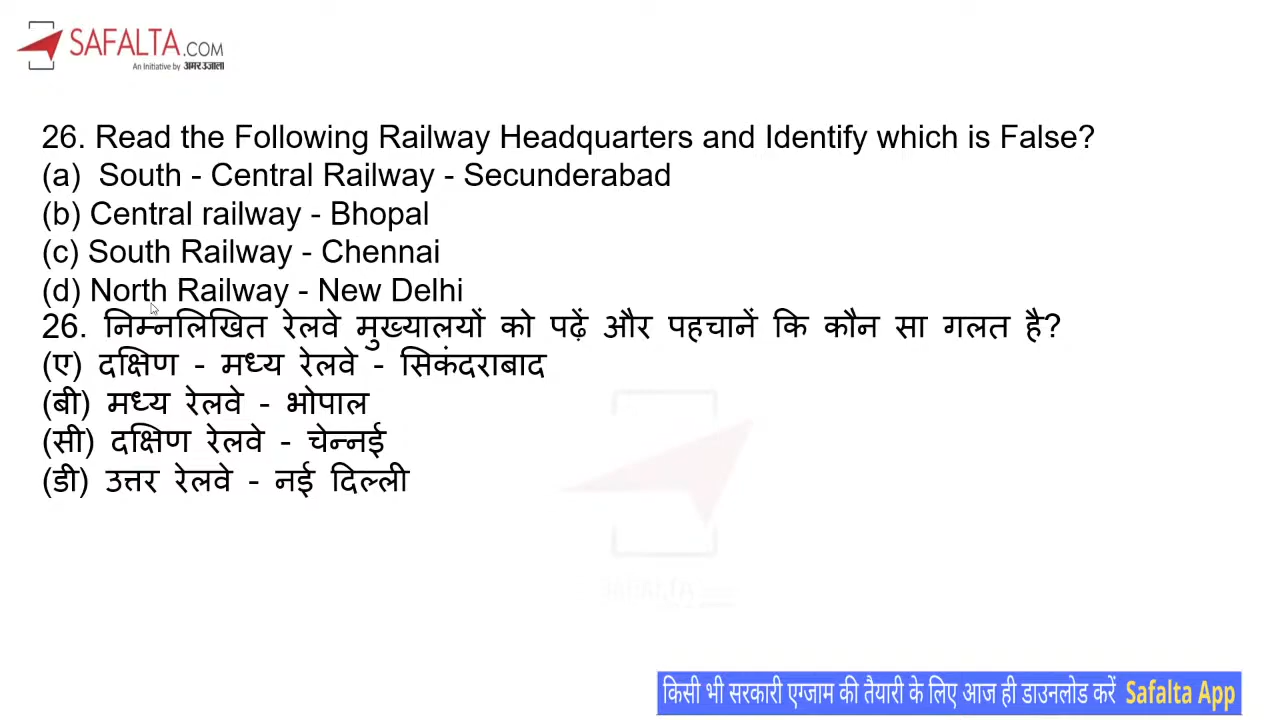 SAFALTA.COM
An Initiative by अमर उजाला
26. Read the Following Railway Headquarters and Identify which is False?
(a) South - Central Railway - Secunderabad
(b) Central railway - Bhopal
(c) South Railway - Chennai
(d) North Railway - New Delhi
26. निम्नलिखित रेलवे मुख्यालयों को पढ़ें और पहचानें कि कौन सा गलत है?
(ए) दक्षिण - मध्य रेलवे - सिकंदराबाद
(बी) मध्य रेलवे - भोपाल
(सी) दक्षिण रेलवे - चेन्नई
(डी) उत्तर रेलवे - नई दिल्ली
SAFALTA
किसी भी सरकारी एग्जाम की तैयारी के लिए आज ही डाउनलोड करें Safalta App